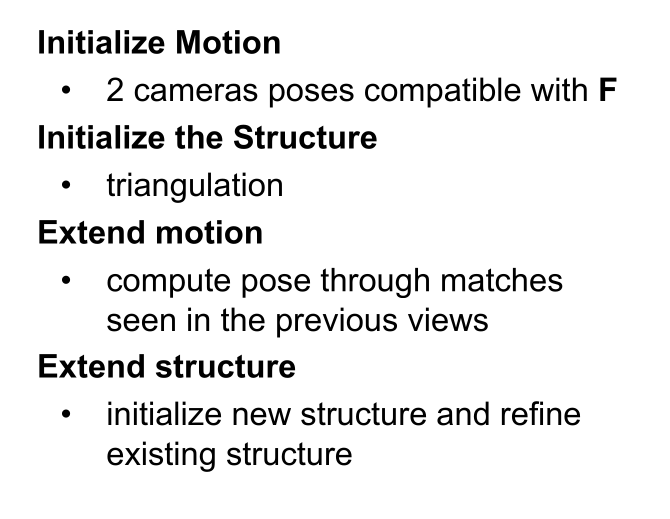 Initialize Motion
• 2 cameras poses compatible with F
Initialize the Structure
• triangulation
Extend motion
• compute pose through matches
seen in the previous views
Extend structure
• initialize new structure and refine
existing structure